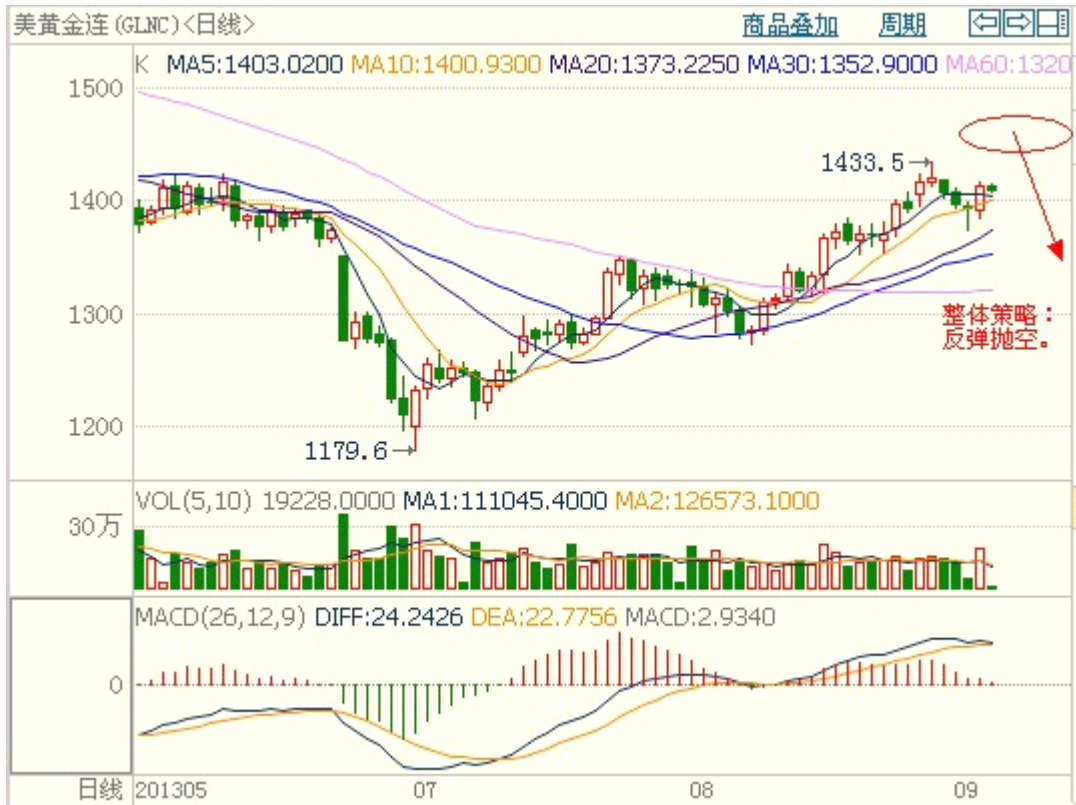 美黄金连(GLNC)<日线> 商品叠加 周期
K MA5:1403.0200 MA10:1400.9300 MA20:1373.2250 MA30:1352.9000 MA60:1320
1500
1433.5
1400
1300
整体策略:
反弹抛空。
1200
1179.6
VOL(5,10) 19228.0000 MA1:111045.4000 MA2:126573.1000
30万
MACD(26,12,9) DIFF:24.2426 DEA:22.7756 MACD:2.9340
0
日线 201305 07 08 09